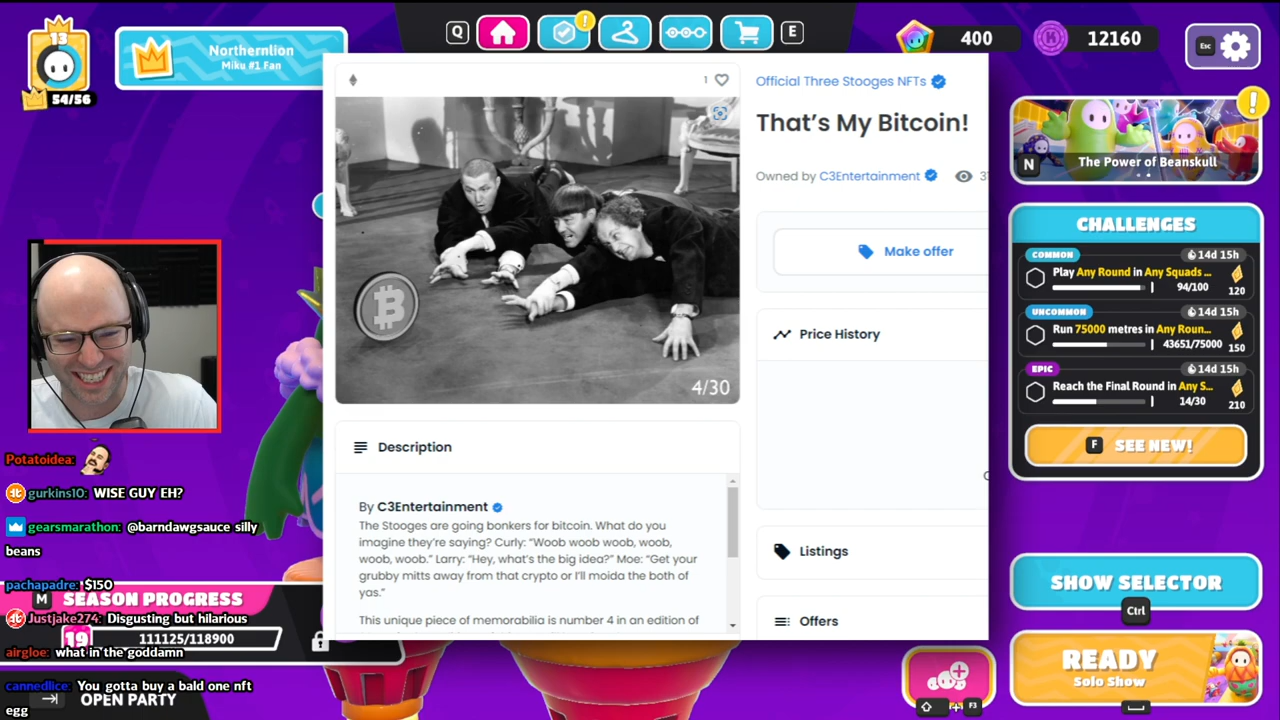 13
54/56
Northernlion
Miku #1 Fan
Q
!
E
400
12160
Esc
1
Official Three Stooges NFTs
That's My Bitcoin!
Owned by C3Entertainment
Make offer
Price History
Listings
Offers
4/30
Description
By C3Entertainment
The Stooges are going bonkers for bitcoin. What do you
imagine they're saying? Curly: "Woob woob woob, woob,
woob, woob." Larry: "Hey, what's the big idea?" Moe: "Get your
grubby mitts away from that crypto or I'll moida the both of
yas."
This unique piece of memorabilia is number 4 in an edition of
!
N
The Power of Beanskull
CHALLENGES
COMMON
14d 15h
Play Any Round in Any Squads ...
94/100
120
UNCOMMON
14d 15h
Run 75000 metres in Any Roun...
43651/75000
150
EPIC
14d 15h
Reach the Final Round in Any S...
14/30
210
F SEE NEW!
SHOW SELECTOR
Ctrl
READY
Solo Show
F3
Potatoidea:
gurkins10: WISE GUY EH?
gearsmarathon: @barndawgsauce silly
beans
pachapadre: $150
M SEASON PROGRESS
Justjake274: Disgusting but hilarious
19
111125/118900
airgloe: what in the goddamn
cannedlice: You gotta buy a bald one nft
egg
OPEN PARTY